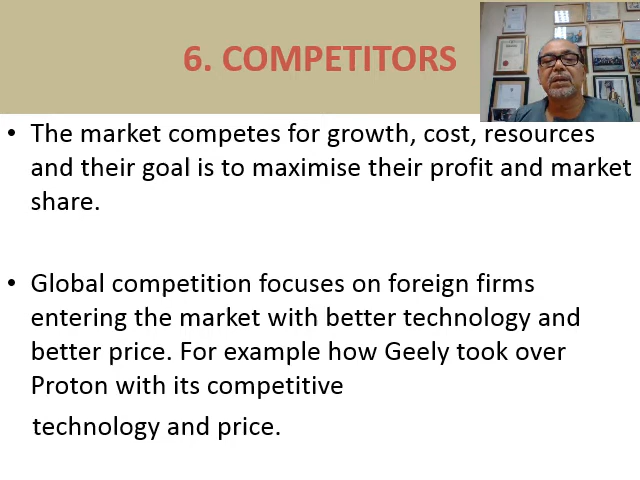 6. COMPETITORS
• The market competes for growth, cost, resources
and their goal is to maximise their profit and market
share.
• Global competition focuses on foreign firms
entering the market with better technology and
better price. For example how Geely took over
Proton with its competitive
technology and price.